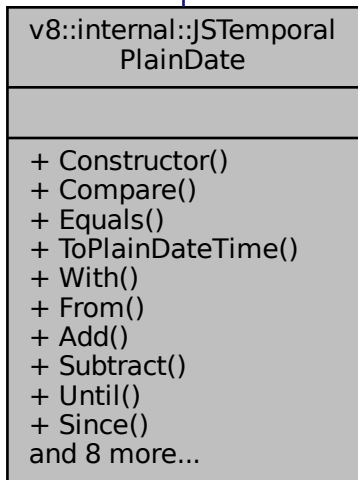 v8::internal::JSTemporal
PlainDate
+ Constructor()
+ Compare()
+ Equals()
+ ToPlainDateTime()
+ With()
+ From()
+ Add()
+ Subtract()
+ Until()
+ Since()
and 8 more...